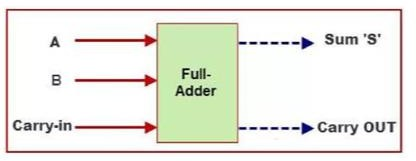 A
B
Carry-in
Full-
Adder
Sum 'S'
Carry OUT